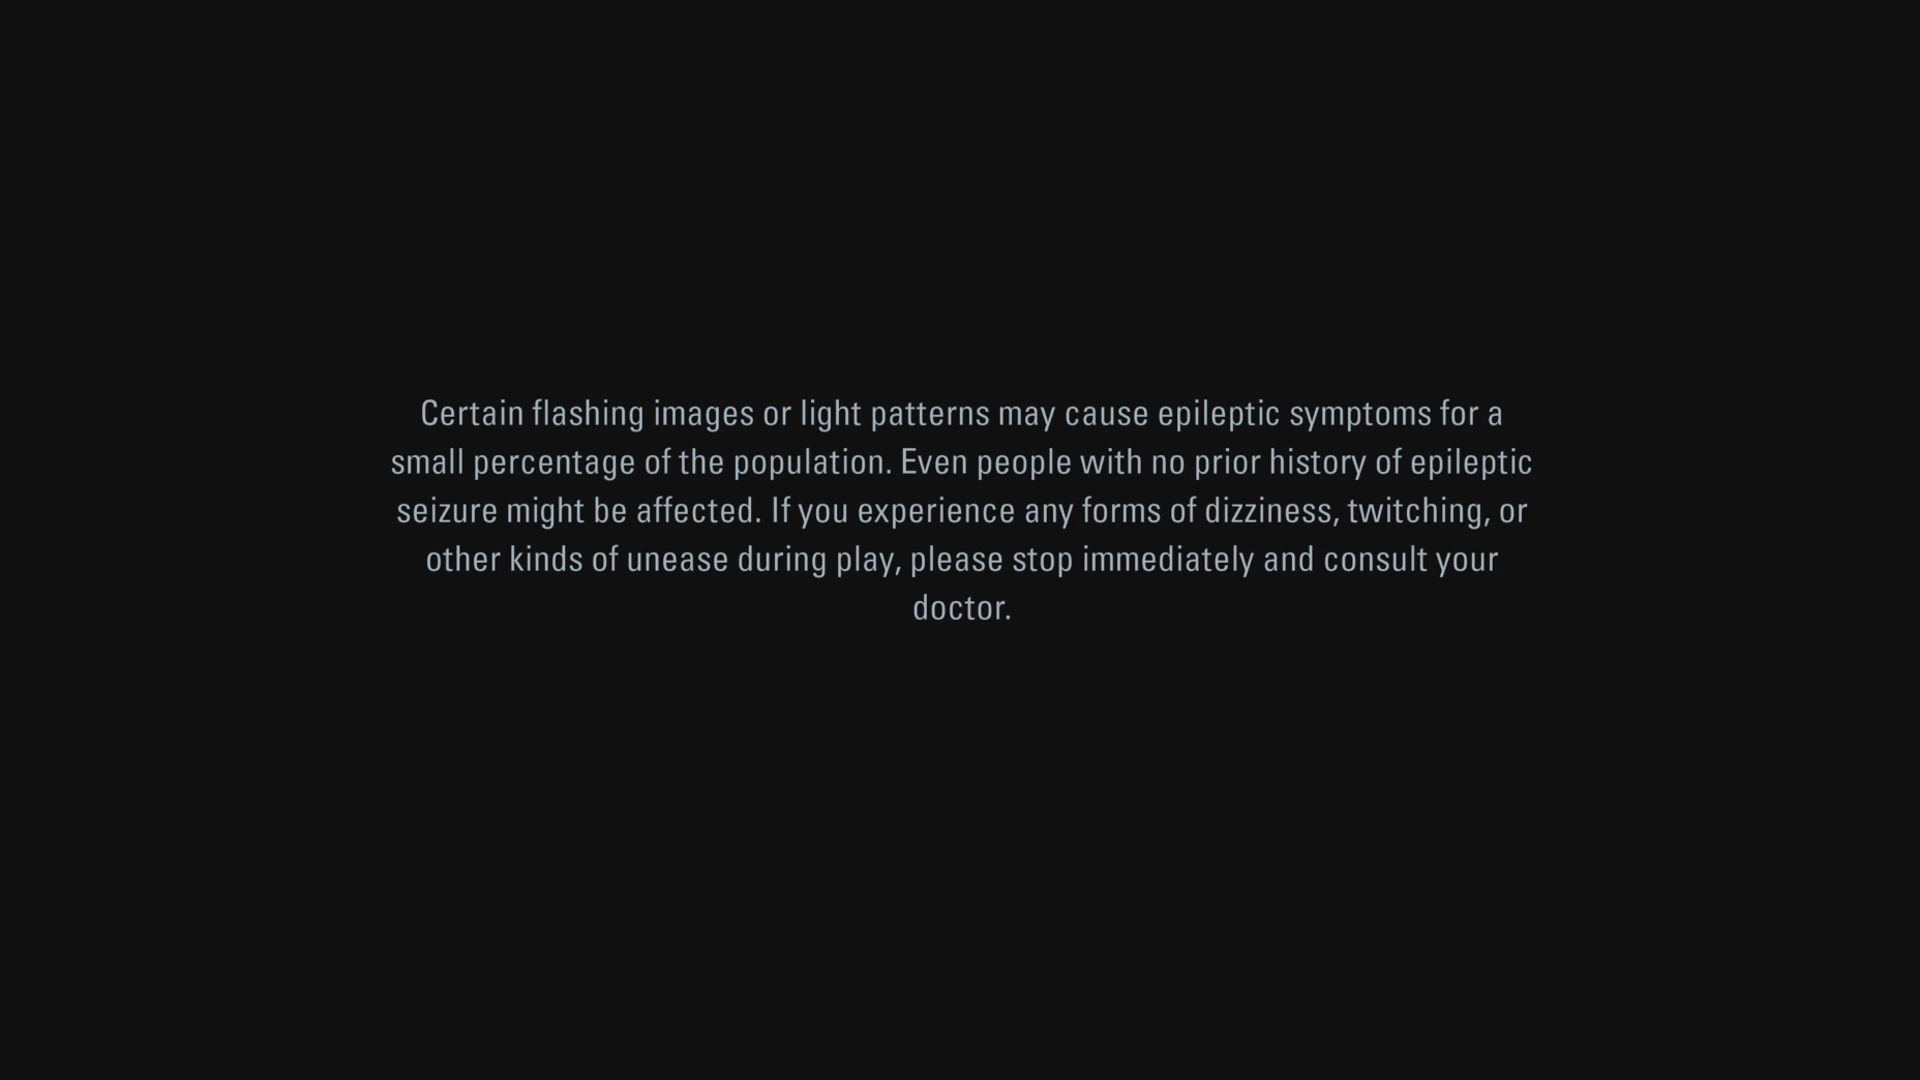 Certain flashing images or light patterns may cause epileptic symptoms for a
small percentage of the population. Even people with no prior history of epileptic
seizure might be affected. If you experience any forms of dizziness, twitching, or
other kinds of unease during play, please stop immediately and consult your
doctor.